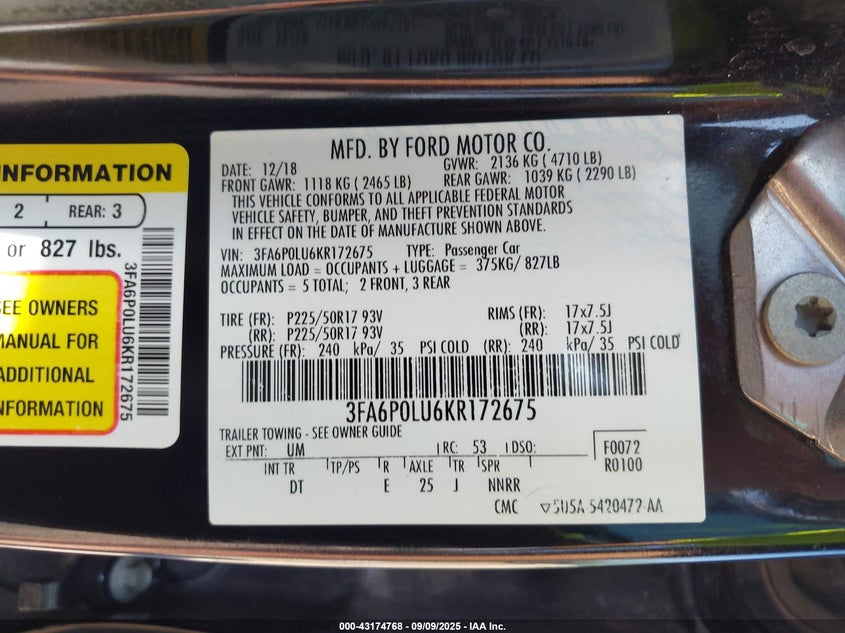 MFD. BY FORD MOTOR CO.
DATE: 12/18 GVWR: 2136 KG ( 4710 LB)
FRONT GAWR: 1118 KG ( 2465 LB) REAR GAWR: 1039 KG ( 2290 LB)
THIS VEHICLE CONFORMS TO ALL APPLICABLE FEDERAL MOTOR
VEHICLE SAFETY, BUMPER, AND THEFT PREVENTION STANDARDS
IN EFFECT ON THE DATE OF MANUFACTURE SHOWN ABOVE.
VIN: 3FA6P0LU6KR172675 TYPE: Passenger Car
MAXIMUM LOAD = OCCUPANTS + LUGGAGE = 375KG/ 827LB
OCCUPANTS = 5 TOTAL; 2 FRONT, 3 REAR
TIRE (FR): P225/50R17 93V RIMS (FR): 17x7.5J
(RR): P225/50R17 93V (RR): 17x7.5J
PRESSURE (FR): 240 kPa/ 35 PSI COLD (RR): 240 kPa/ 35 PSI COLD
3FA6P0LU6KR172675
TRAILER TOWING - SEE OWNER GUIDE
EXT PNT: UM RC: 53 DSO: F0072
R0100
INT TR TP/PS R AXLE TR SPR
DT E 25 J NNRR
CMC 5U5A-5420472-AA
INFORMATION
2 REAR: 3
or 827 lbs.
SEE OWNERS
MANUAL FOR
ADDITIONAL
INFORMATION
3FA6P0LU6KR172675
000-43174768 - 09/09/2025 - IAA Inc.